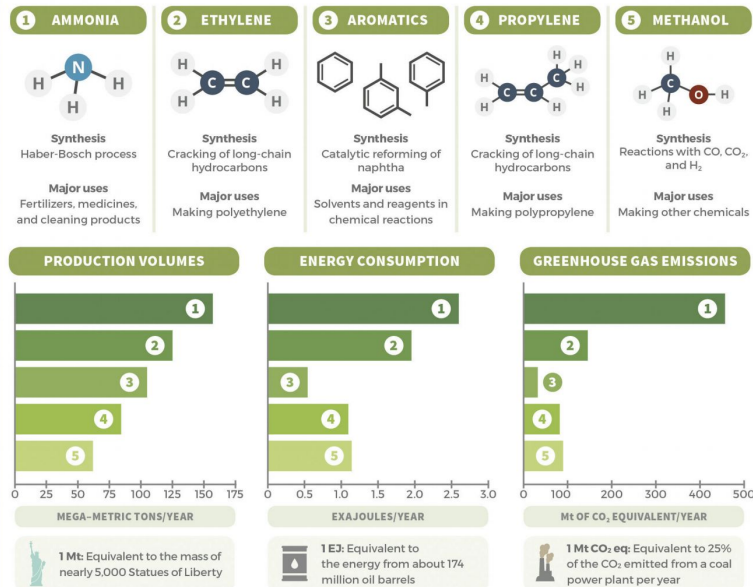 1 AMMONIA
N
H
H
H
Synthesis
Haber-Bosch process
Major uses
Fertilizers, medicines,
and cleaning products
2 ETHYLENE
H
H
C
C
H
H
Synthesis
Cracking of long-chain
hydrocarbons
Major uses
Making polyethylene
3 AROMATICS
Synthesis
Catalytic reforming of
naphtha
Major uses
Solvents and reagents in
chemical reactions
4 PROPYLENE
H
H
H
C
H
C
C
H
H
Synthesis
Cracking of long-chain
hydrocarbons
Major uses
Making polypropylene
5 METHANOL
H
C
H
O
H
H
Synthesis
Reactions with CO, CO₂,
and H₂
Major uses
Making other chemicals
PRODUCTION VOLUMES
1
2
3
4
5
0 25 50 75 100 125 150 175
MEGA–METRIC TONS/YEAR
1 Mt: Equivalent to the mass of
nearly 5,000 Statues of Liberty
ENERGY CONSUMPTION
1
2
3
4
5
0 0.5 1.0 1.5 2.0 2.5 3.0
EXAJOULES/YEAR
1 EJ: Equivalent to
the energy from about 174
million oil barrels
GREENHOUSE GAS EMISSIONS
1
2
3
4
5
0 100 200 300 400 500
Mt OF CO₂ EQUIVALENT/YEAR
1 Mt CO₂ eq: Equivalent to 25%
of the CO₂ emitted from a coal
power plant per year